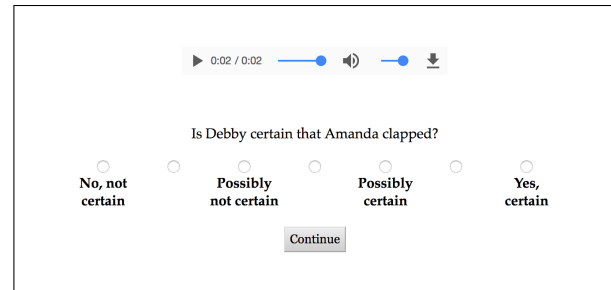 0:02 / 0:02
Is Debby certain that Amanda clapped?
No, not Possibly Possibly Yes,
certain not certain certain certain
Continue